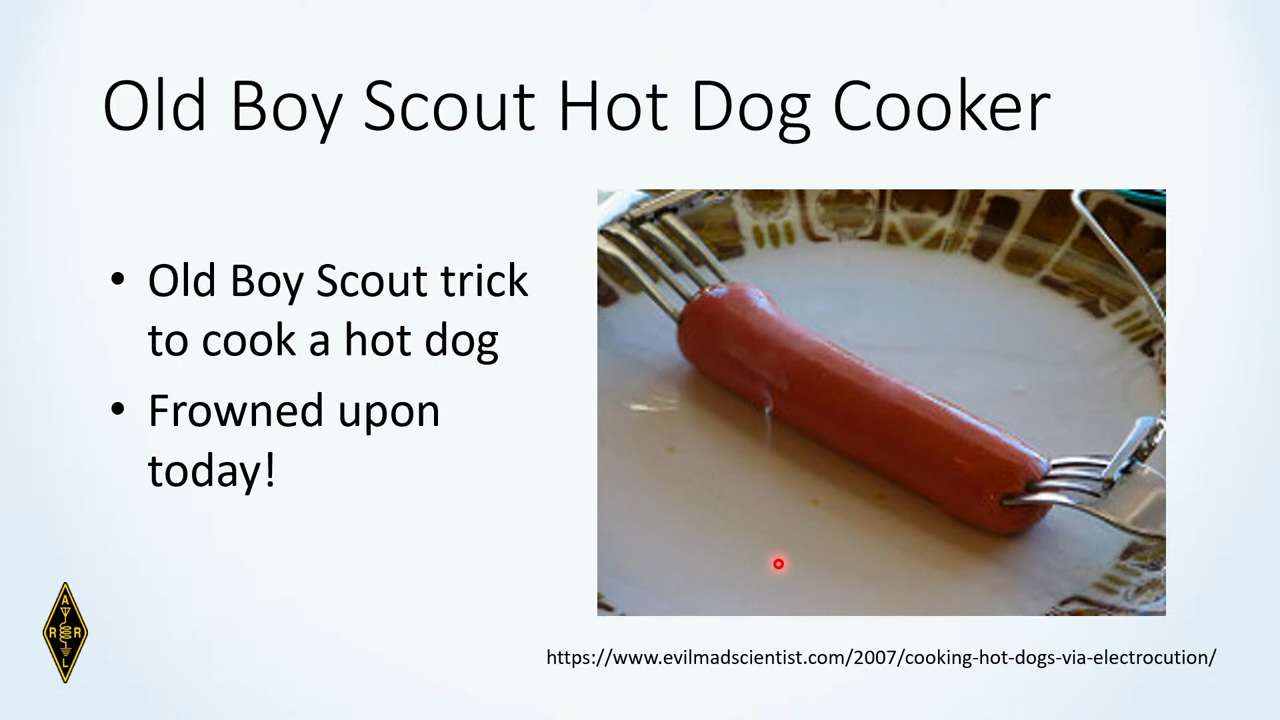 Old Boy Scout Hot Dog Cooker
• Old Boy Scout trick
to cook a hot dog
• Frowned upon
today!
A
R R
L
https://www.evilmadscientist.com/2007/cooking-hot-dogs-via-electrocution/